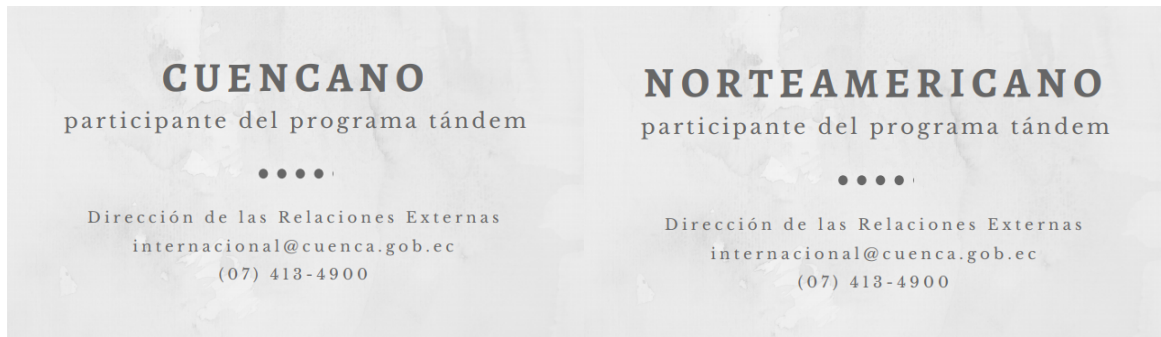 CUENCANO
participante del programa tándem
Dirección de las Relaciones Externas
internacional@cuenca.gob.ec
(07) 413-4900
NORTEAMERICANO
participante del programa tándem
Dirección de las Relaciones Externas
internacional@cuenca.gob.ec
(07) 413-4900